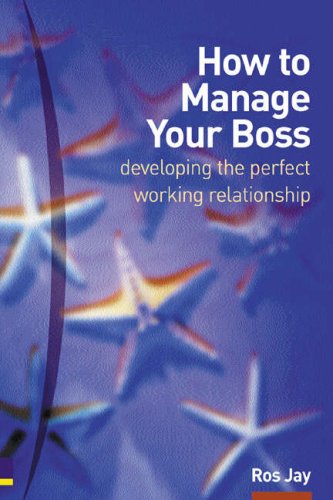 How to
Manage
Your Boss
developing the perfect
working relationship
Ros Jay